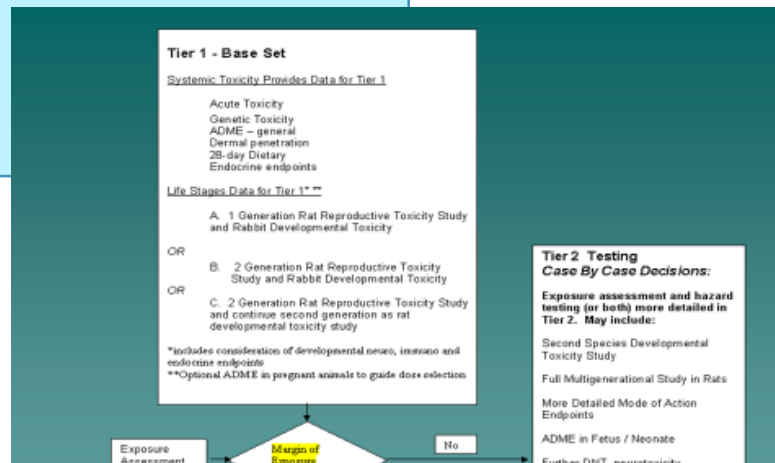 Tier 1 - Base Set
Systemic Toxicity Provides Data for Tier 1
Acute Toxicity
Genetic Toxicity
ADME – general
Dermal penetration
28-day Dietary
Endocrine endpoints
Life Stages Data for Tier 1* **
A. 1 Generation Rat Reproductive Toxicity Study
and Rabbit Developmental Toxicity
OR
B. 2 Generation Rat Reproductive Toxicity
Study and Rabbit Developmental Toxicity
OR
C. 2 Generation Rat Reproductive Toxicity Study
and continue second generation as rat
developmental toxicity study
*includes consideration of developmental neuro, immuno and
endocrine endpoints
**Optional ADME in pregnant animals to guide dose selection
Tier 2 Testing
Case By Case Decisions:
Exposure assessment and hazard
testing (or both) more detailed in
Tier 2. May include:
Second Species Developmental
Toxicity Study
Full Multigenerational Study in Rats
More Detailed Mode of Action
Endpoints
ADME in Fetus / Neonate
Further DNT, neurotoxicity
Exposure
Assessment
Margin of
Exposure
No